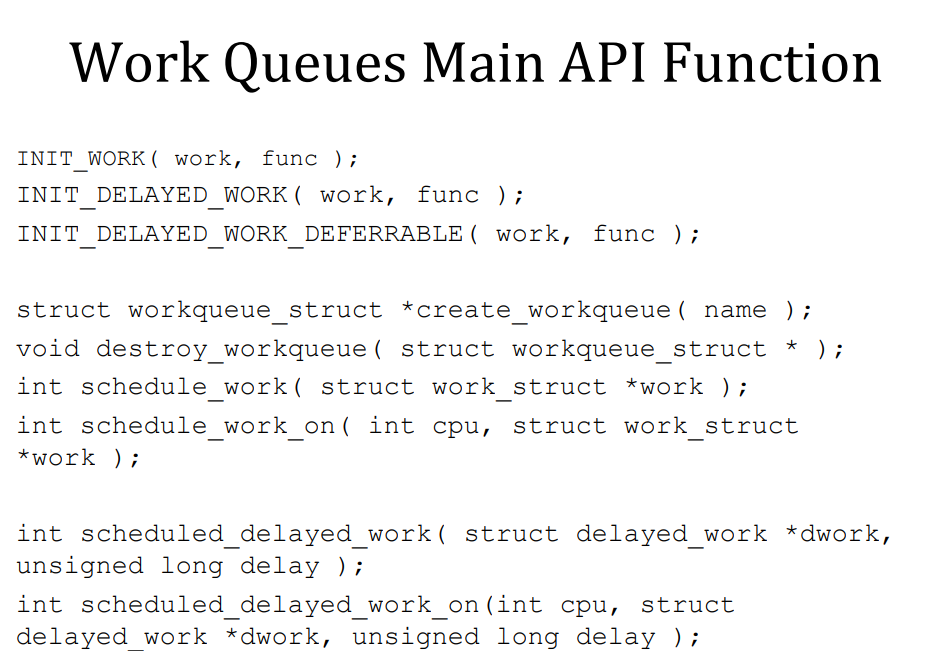 Work Queues Main API Function
INIT_WORK( work, func );
INIT_DELAYED_WORK( work, func );
INIT_DELAYED_WORK_DEFERRABLE( work, func );
struct workqueue_struct *create_workqueue( name );
void destroy_workqueue( struct workqueue_struct * );
int schedule_work( struct work_struct *work );
int schedule_work_on( int cpu, struct work_struct
*work );
int scheduled_delayed_work( struct delayed_work *dwork,
unsigned long delay );
int scheduled_delayed_work_on(int cpu, struct
delayed_work *dwork, unsigned long delay );